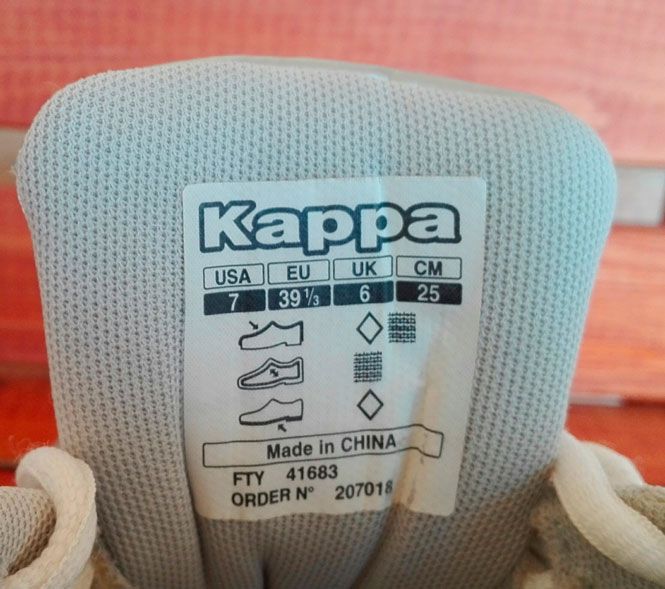 Kappa
USA EU UK CM
7 39 1/3 6 25
Made in CHINA
FTY 41683
ORDER N° 207018